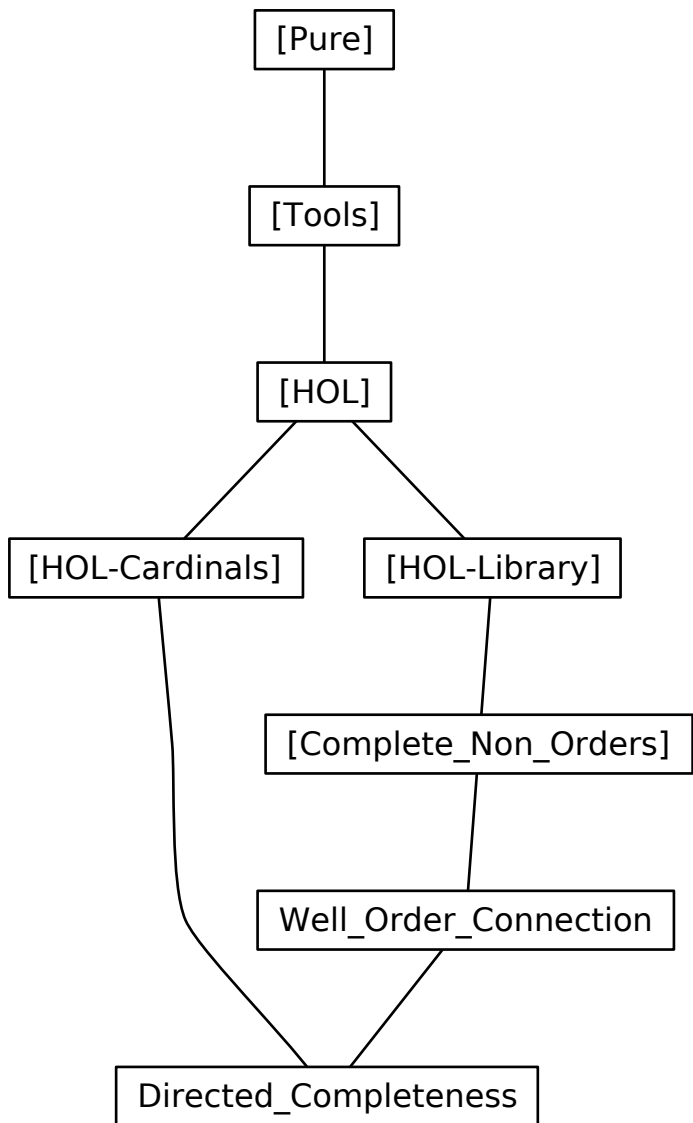 [Pure]
[Tools]
[HOL]
[HOL-Cardinals]
[HOL-Library]
[Complete_Non_Orders]
Well_Order_Connection
Directed_Completeness